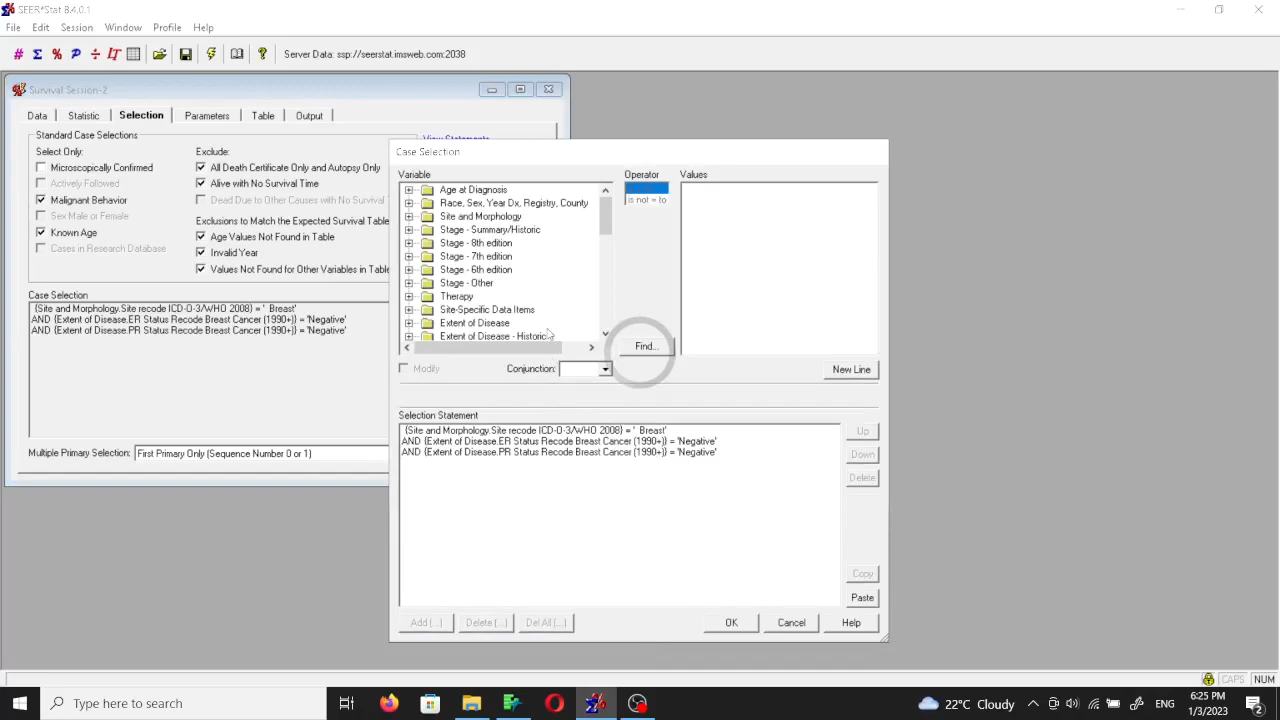 SEER*Stat 8.4.0.1
File Edit Session Window Profile Help
Server Data: ssp://seerstat.imsweb.com:2038
Survival Session-2
Data Statistic Selection Parameters Table Output
Standard Case Selections
View Statements
Select Only:
Microscopically Confirmed
Actively Followed
Malignant Behavior
Sex Male or Female
Known Age
Cases in Research Database
Exclude:
All Death Certificate Only and Autopsy Only
Alive with No Survival Time
Dead Due to Other Causes with No Survival T
Exclusions to Match the Expected Survival Table
Age Values Not Found in Table
Invalid Year
Values Not Found for Other Variables in Table
Case Selection
{Site and Morphology.Site recode ICD-O-3/WHO 2008} = '  Breast'
AND {Extent of Disease.ER Status Recode Breast Cancer (1990+)} = 'Negative'
AND {Extent of Disease.PR Status Recode Breast Cancer (1990+)} = 'Negative'
Multiple Primary Selection: First Primary Only (Sequence Number 0 or 1)
Case Selection
Variable
Age at Diagnosis
Race, Sex, Year Dx, Registry, County
Site and Morphology
Stage - Summary/Historic
Stage - 8th edition
Stage - 7th edition
Stage - 6th edition
Stage - Other
Therapy
Site-Specific Data Items
Extent of Disease
Extent of Disease - Historic
Operator
is not = to
Values
Find...
Modify
Conjunction:
New Line
Selection Statement
{Site and Morphology.Site recode ICD-O-3/WHO 2008} = '  Breast'
AND {Extent of Disease.ER Status Recode Breast Cancer (1990+)} = 'Negative'
AND {Extent of Disease.PR Status Recode Breast Cancer (1990+)} = 'Negative'
Up
Down
Delete
Copy
Paste
Add (...) Delete (...) Del All (...) OK Cancel Help
CAPS NUM
Type here to search
22°C Cloudy
ENG
6:25 PM
1/3/2023
2